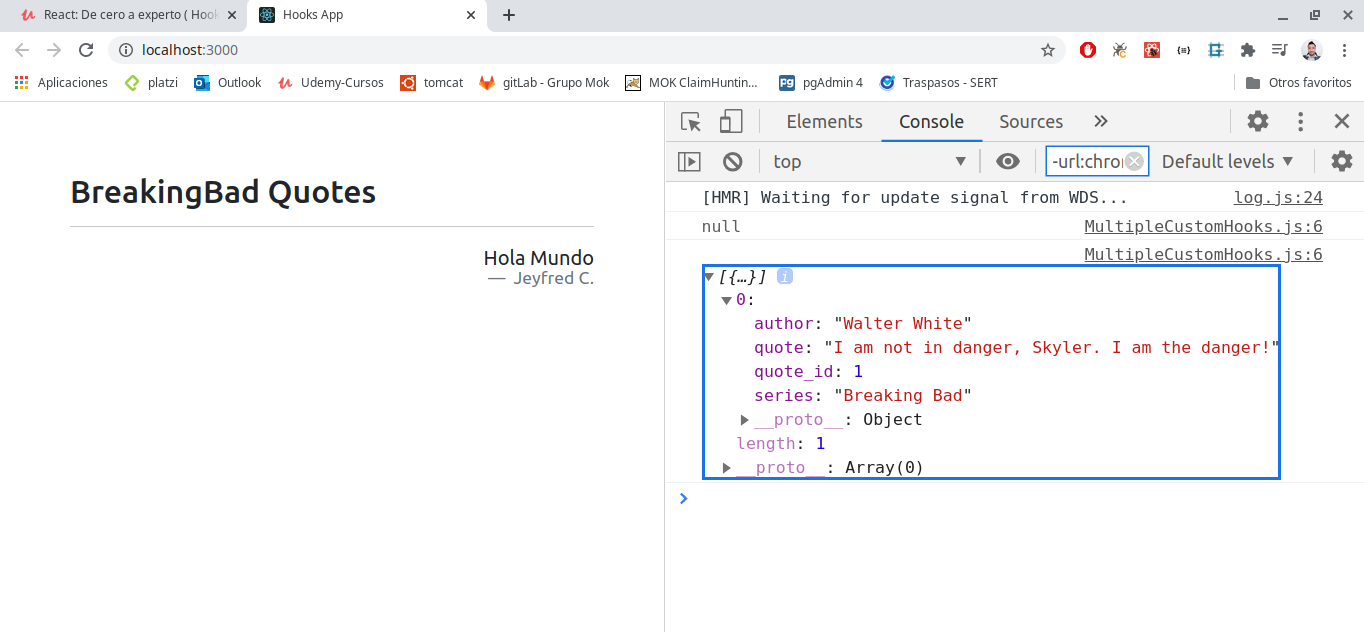 React: De cero a experto ( Hook
Hooks App
localhost:3000
Aplicaciones
platzi
Outlook
Udemy-Cursos
tomcat
gitLab - Grupo Mok
MOK ClaimHuntin...
pgAdmin 4
Traspasos - SERT
Otros favoritos
BreakingBad Quotes
Hola Mundo
— Jeyfred C.
Elements Console Sources
top -url:chro Default levels
[HMR] Waiting for update signal from WDS... log.js:24
null MultipleCustomHooks.js:6
MultipleCustomHooks.js:6
[{…}] i
0:
author: "Walter White"
quote: "I am not in danger, Skyler. I am the danger!"
quote_id: 1
series: "Breaking Bad"
__proto__: Object
length: 1
__proto__: Array(0)